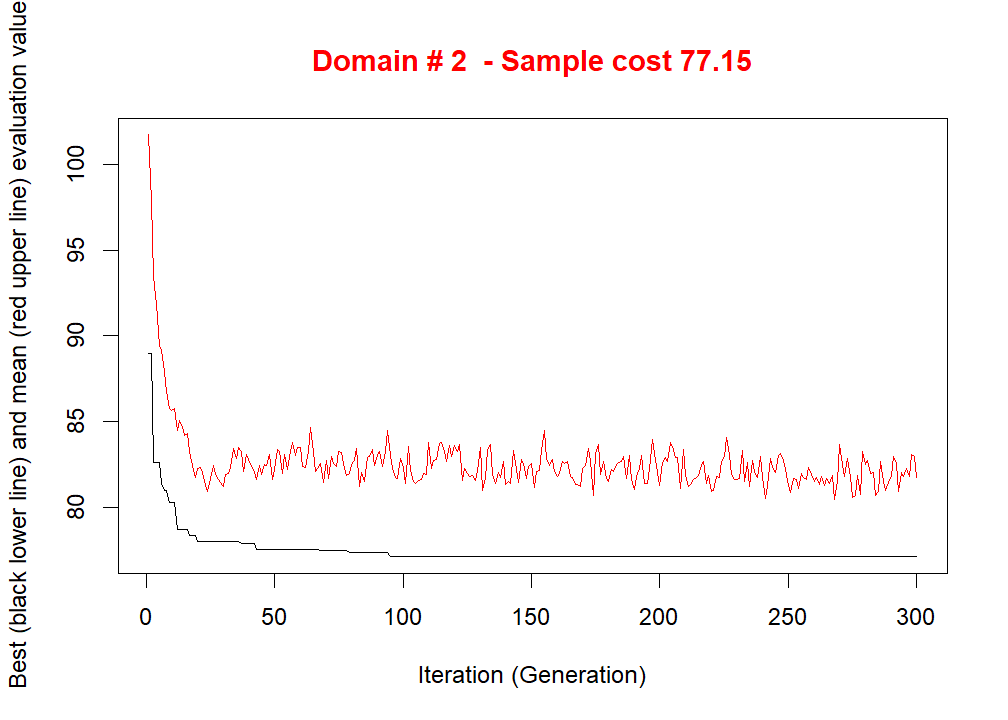 Domain # 2 - Sample cost 77.15
Best (black lower line) and mean (red upper line) evaluation value
100
95
90
85
80
0 50 100 150 200 250 300
Iteration (Generation)